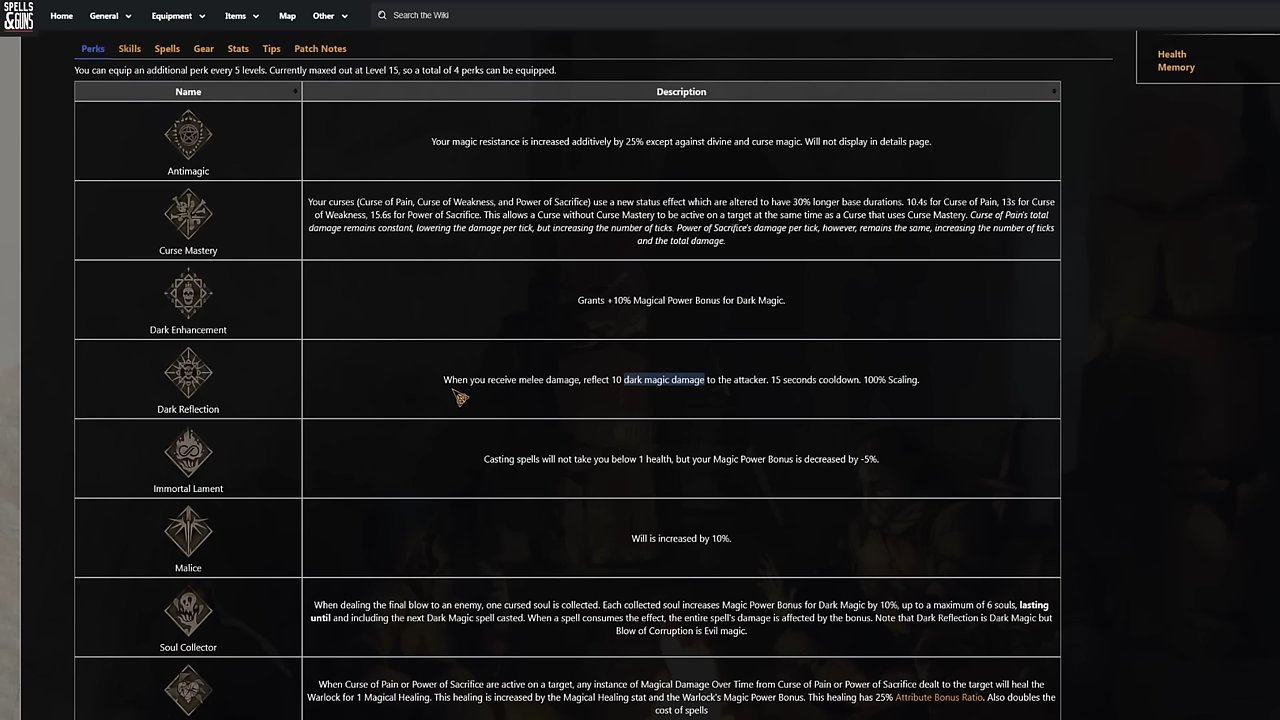 SPELLS
&GUNS
Home General Equipment Items Map Other Search the Wiki
Perks Skills Spells Gear Stats Tips Patch Notes
Health
Memory
You can equip an additional perk every 5 levels. Currently maxed out at Level 15, so a total of 4 perks can be equipped.
Name Description
Antimagic
Your magic resistance is increased additively by 25% except against divine and curse magic. Will not display in details page.
Curse Mastery
Your curses (Curse of Pain, Curse of Weakness, and Power of Sacrifice) use a new status effect which are altered to have 30% longer base durations. 10.4s for Curse of Pain, 13s for Curse
of Weakness, 15.6s for Power of Sacrifice. This allows a Curse without Curse Mastery to be active on a target at the same time as a Curse that uses Curse Mastery. Curse of Pain's total
damage remains constant, lowering the damage per tick, but increasing the number of ticks. Power of Sacrifice's damage per tick, however, remains the same, increasing the number of ticks
and the total damage.
Dark Enhancement
Grants +10% Magical Power Bonus for Dark Magic.
Dark Reflection
When you receive melee damage, reflect 10 dark magic damage to the attacker. 15 seconds cooldown. 100% Scaling.
Immortal Lament
Casting spells will not take you below 1 health, but your Magic Power Bonus is decreased by -5%.
Malice
Will is increased by 10%.
Soul Collector
When dealing the final blow to an enemy, one cursed soul is collected. Each collected soul increases Magic Power Bonus for Dark Magic by 10%, up to a maximum of 6 souls, lasting
until and including the next Dark Magic spell casted. When a spell consumes the effect, the entire spell's damage is affected by the bonus. Note that Dark Reflection is Dark Magic but
Blow of Corruption is Evil magic.
When Curse of Pain or Power of Sacrifice are active on a target, any instance of Magical Damage Over Time from Curse of Pain or Power of Sacrifice dealt to the target will heal the
Warlock for 1 Magical Healing. This healing is increased by the Magical Healing stat and the Warlock's Magic Power Bonus. This healing has 25% Attribute Bonus Ratio. Also doubles the
cost of spells